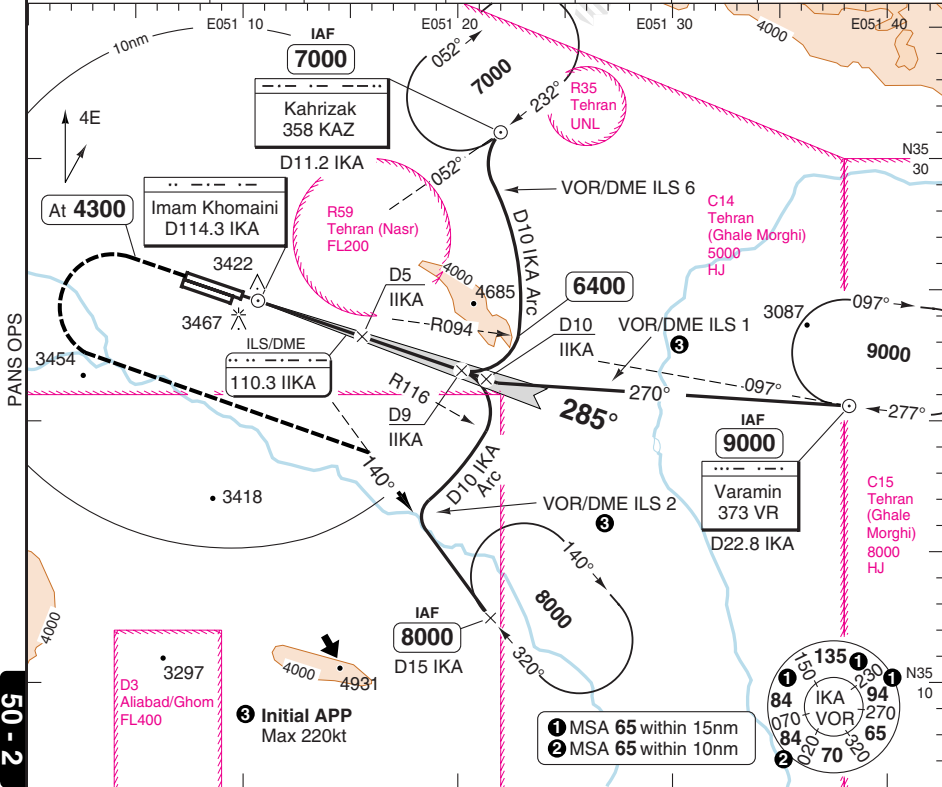 E051 10
E051 20
E051 30
E051 40
10nm
IAF
7000
052°
7000
232°
4000
4E
Kahrizak
358 KAZ
D11.2 IKA
R35
Tehran
UNL
N35
30
052°
VOR/DME ILS 6
At 4300
Imam Khomaini
D114.3 IKA
R59
Tehran (Nasr)
FL200
D10 IKA Arc
C14
Tehran
(Ghale Morghi)
5000
HJ
3422
4000
4685
6400
D5
IIKA
3467
R094
D10
IIKA
VOR/DME ILS 1
3
3087
097°
9000
ILS/DME
110.3 IIKA
3454
PANS OPS
R116
D9
IIKA
285°
270°
097°
277°
IAF
9000
Varamin
373 VR
D22.8 IKA
140°
D10 IKA
Arc
3418
VOR/DME ILS 2
3
C15
Tehran
(Ghale
Morghi)
8000
HJ
140°
8000
320°
IAF
8000
D15 IKA
4000
3297
4000
4931
D3
Aliabad/Ghom
FL400
3 Initial APP
Max 220kt
1 MSA 65 within 15nm
2 MSA 65 within 10nm
135
1
1
1
150
230
N35
10
84
IKA
VOR
94
070
270
84
65
2
020
70
320
50 - 2